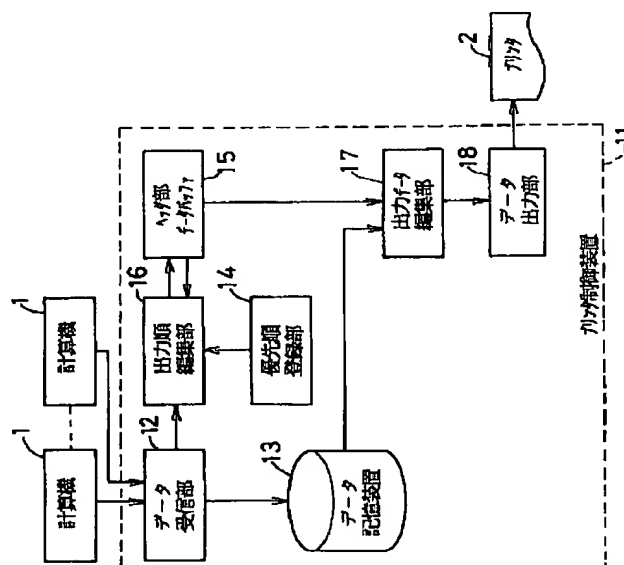 1
計算機
1
計算機
12
データ
受信部
16
出力順
編集部
15
ヘッダ部
データバッファ
14
優先順
登録部
13
データ
記憶装置
17
出力データ
編集部
18
データ
出力部
2
プリンタ
プリンタ制御装置
11